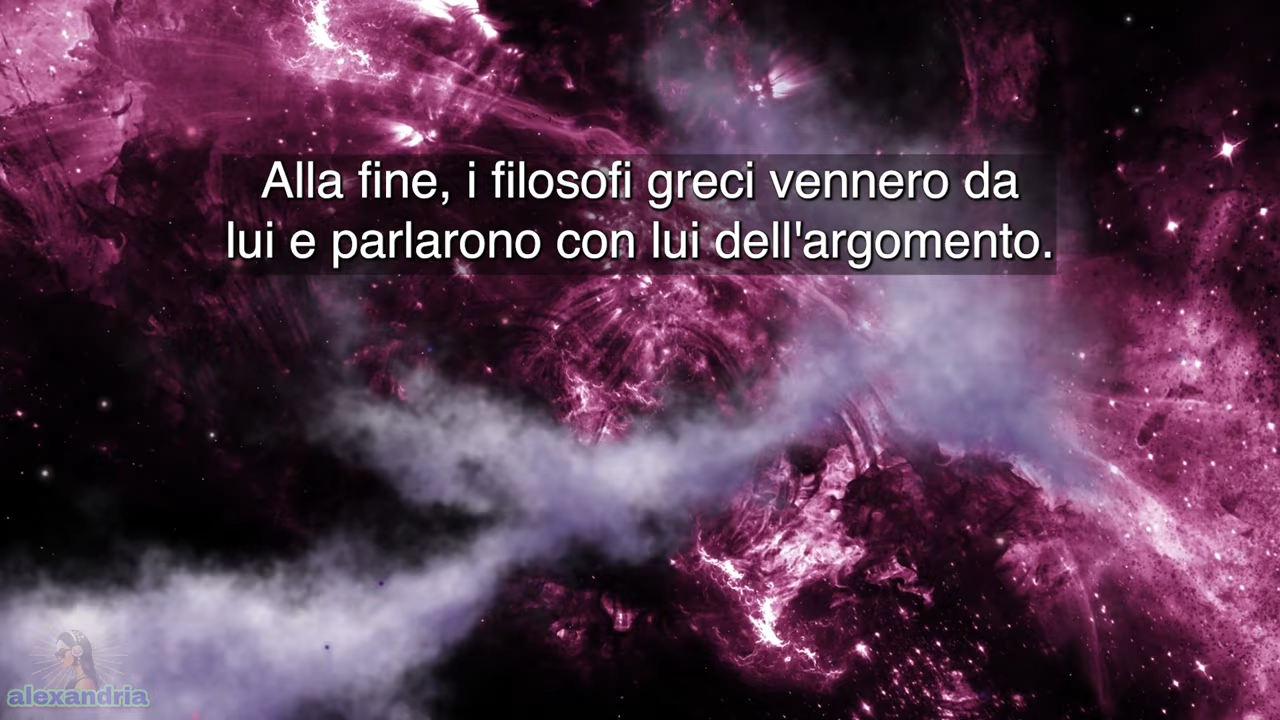 Alla fine, i filosofi greci vennero da
lui e parlarono con lui dell'argomento.
alexandria